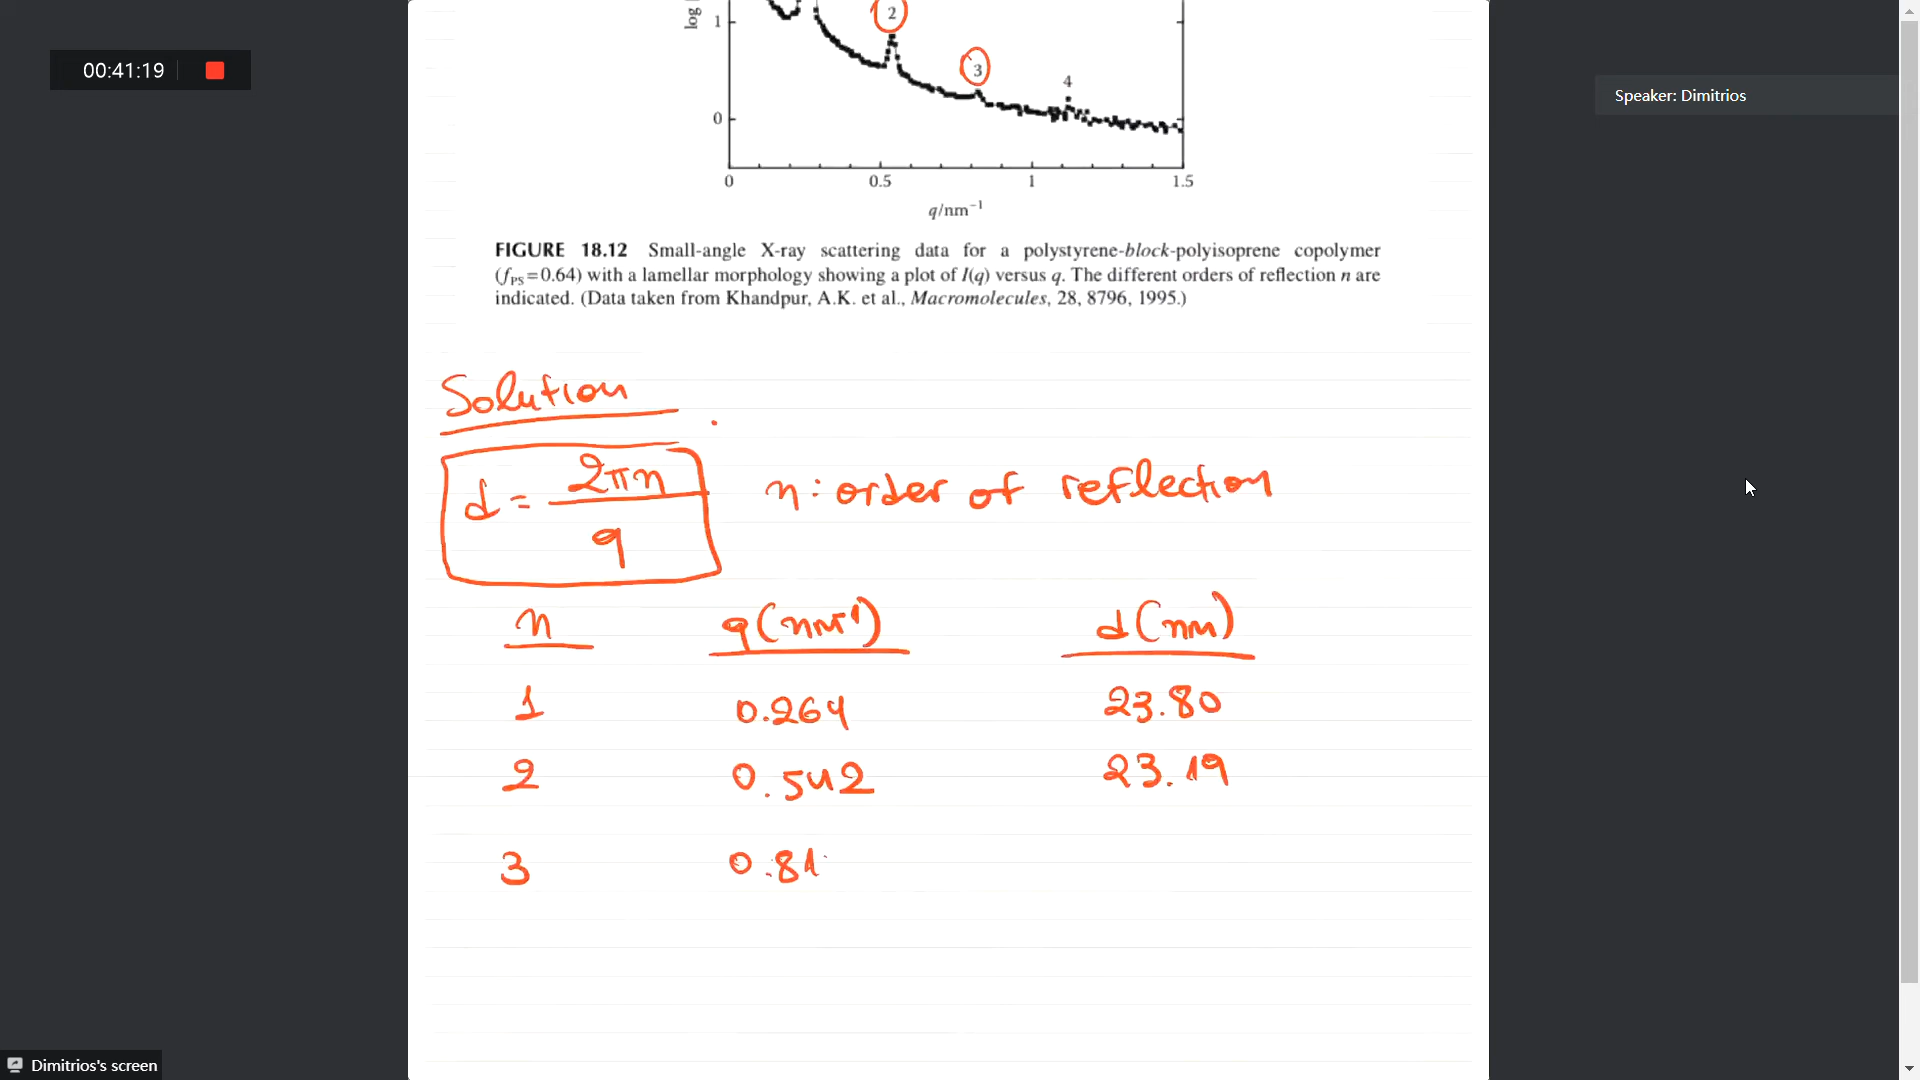 00:41:19
Speaker: Dimitrios
log
1
2
3
4
0
0 0.5 1 1.5
q/nm⁻¹
FIGURE 18.12 Small-angle X-ray scattering data for a polystyrene-block-polyisoprene copolymer
(fPS=0.64) with a lamellar morphology showing a plot of I(q) versus q. The different orders of reflection n are
indicated. (Data taken from Khandpur, A.K. et al., Macromolecules, 28, 8796, 1995.)
Solution
d = 2πn / q n: order of reflection
n q(nm⁻¹) d(nm)
1 0.264 23.80
2 0.542 23.19
3 0.81
Dimitrios's screen